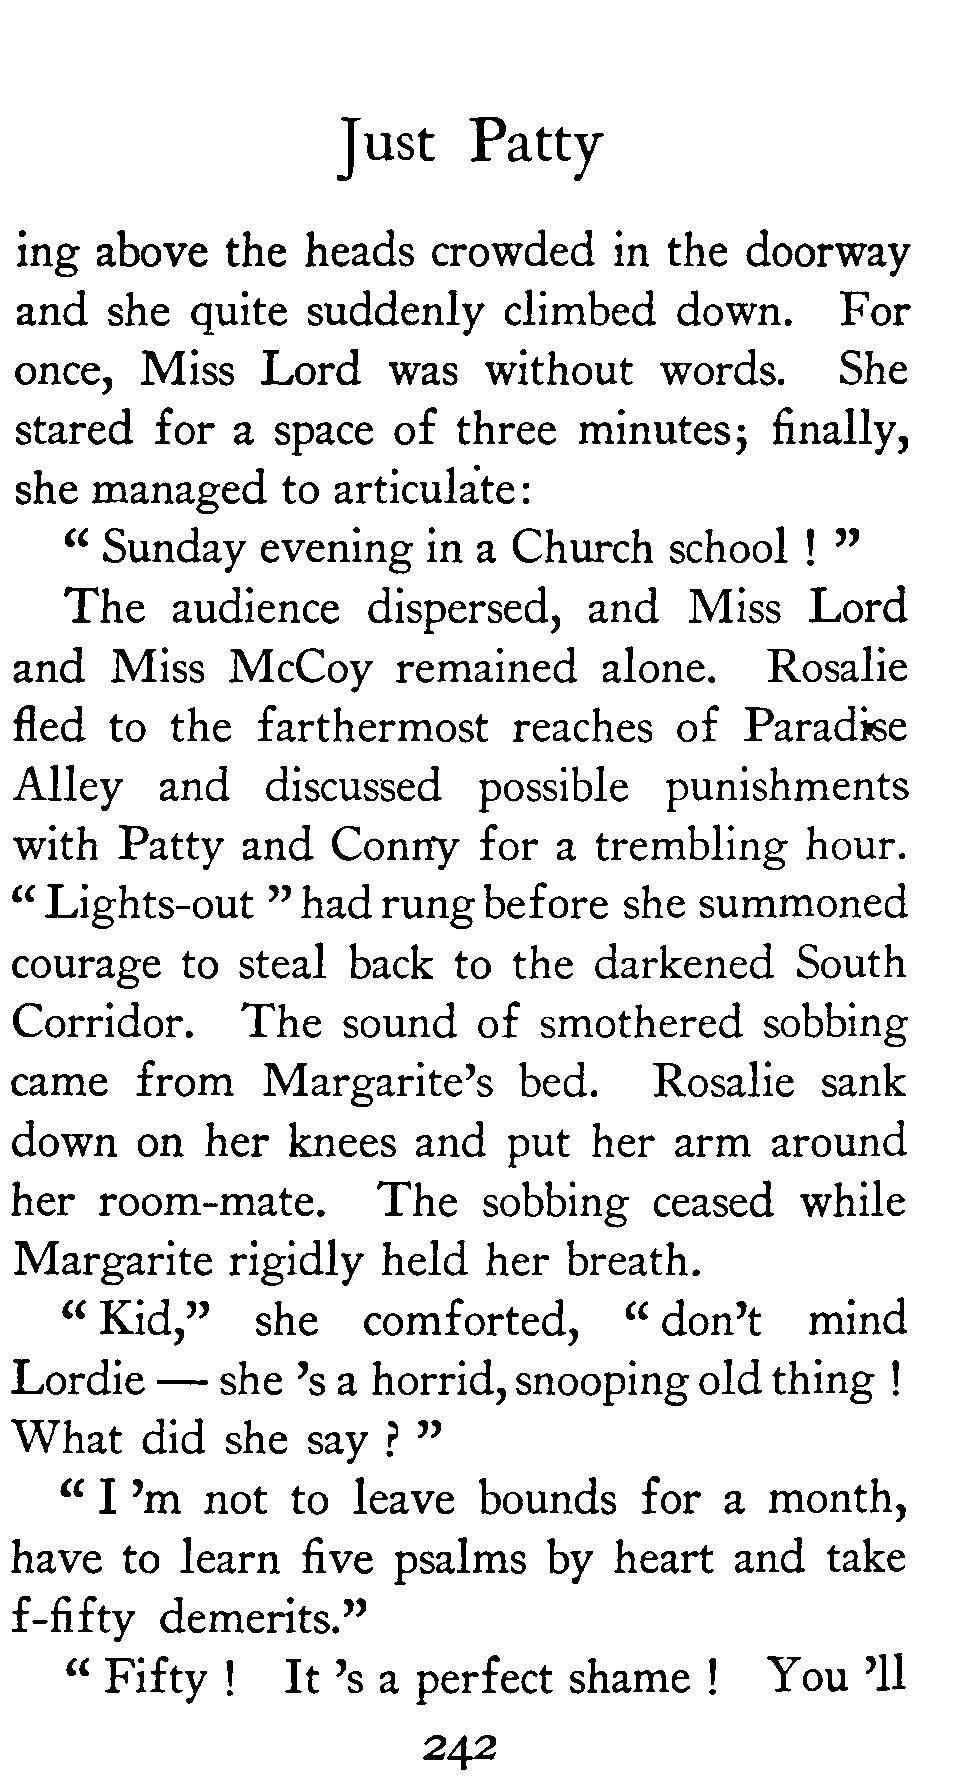 Just Patty
ing above the heads crowded in the doorway
and she quite suddenly climbed down. For
once, Miss Lord was without words. She
stared for a space of three minutes; finally,
she managed to articulate:
“ Sunday evening in a Church school ! ”
The audience dispersed, and Miss Lord
and Miss McCoy remained alone. Rosalie
fled to the farthermost reaches of Paradise
Alley and discussed possible punishments
with Patty and Conny for a trembling hour.
“ Lights-out ” had rung before she summoned
courage to steal back to the darkened South
Corridor. The sound of smothered sobbing
came from Margarite’s bed. Rosalie sank
down on her knees and put her arm around
her room-mate. The sobbing ceased while
Margarite rigidly held her breath.
“ Kid,” she comforted, “ don’t mind
Lordie — she ’s a horrid, snooping old thing !
What did she say ? ”
“ I ’m not to leave bounds for a month,
have to learn five psalms by heart and take
f-fifty demerits.”
“ Fifty ! It ’s a perfect shame ! You ’ll
242